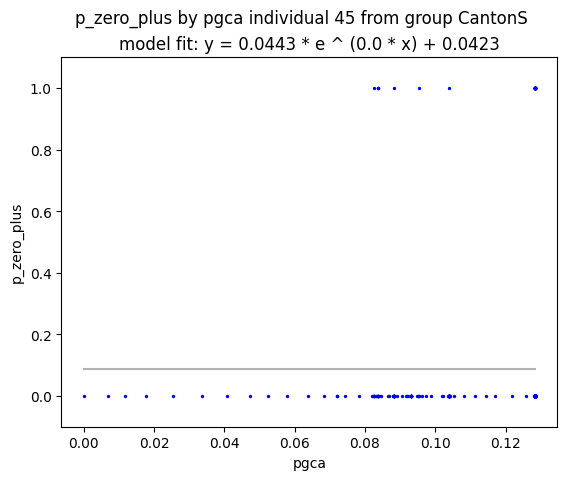 p_zero_plus by pgca individual 45 from group CantonS
model fit: y = 0.0443 * e ^ (0.0 * x) + 0.0423
1.0
0.8
0.6
0.4
0.2
0.0
p_zero_plus
0.00 0.02 0.04 0.06 0.08 0.10 0.12
pgca